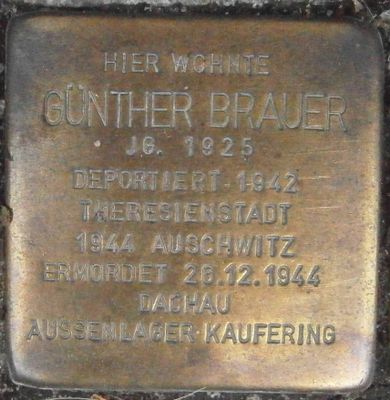 HIER WOHNTE
GÜNTHER BRAUER
JG. 1925
DEPORTIERT 1942
THERESIENSTADT
1944 AUSCHWITZ
ERMORDET 26.12.1944
DACHAU
AUSSENLAGER KAUFERING